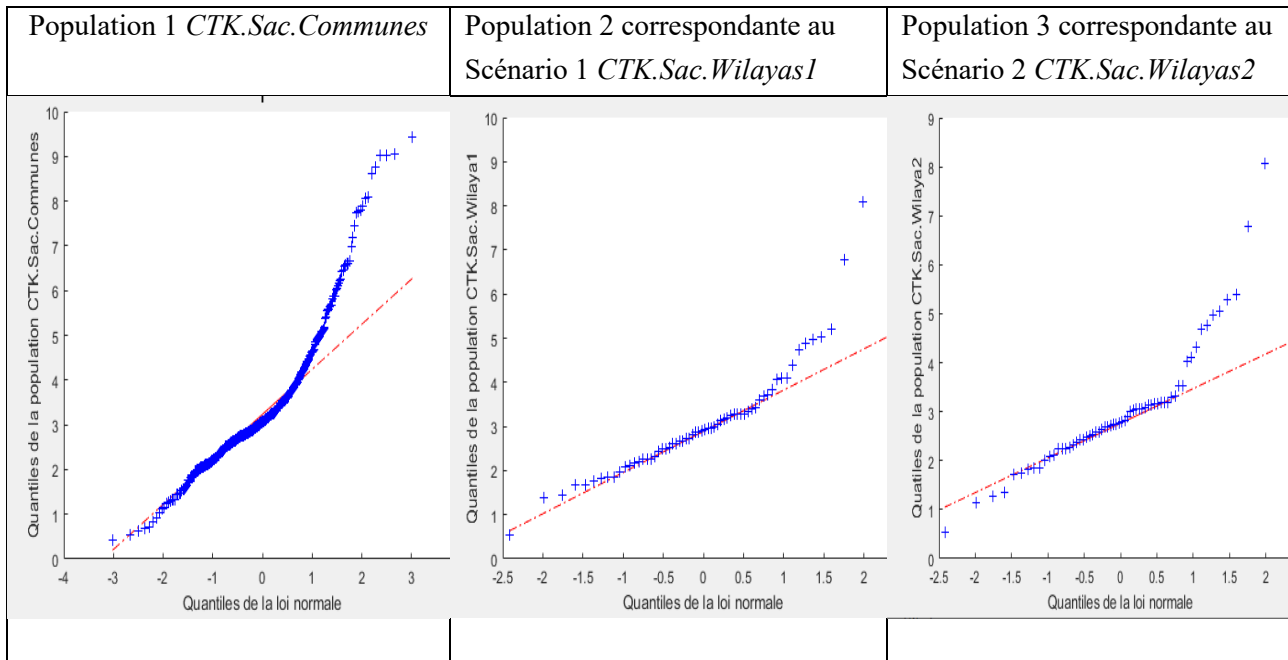 Population 1 CTK.Sac.Communes
Population 2 correspondante au
Scénario 1 CTK.Sac.Wilayas1
Population 3 correspondante au
Scénario 2 CTK.Sac.Wilayas2
Quantiles de la population CTK.Sac.Communes
10
9
8
7
6
5
4
3
2
1
0
-4 -3 -2 -1 0 1 2 3
Quantiles de la loi normale
Quantiles de la population CTK.Sac.Wilaya1
10
9
8
7
6
5
4
3
2
1
0
-2.5 -2 -1.5 -1 -0.5 0 0.5 1 1.5 2
Quantiles de la loi normale
Quatiles de la population CTK.Sac.Wilaya2
9
8
7
6
5
4
3
2
1
0
-2.5 -2 -1.5 -1 -0.5 0 0.5 1 1.5 2
Quantiles de la loi normale